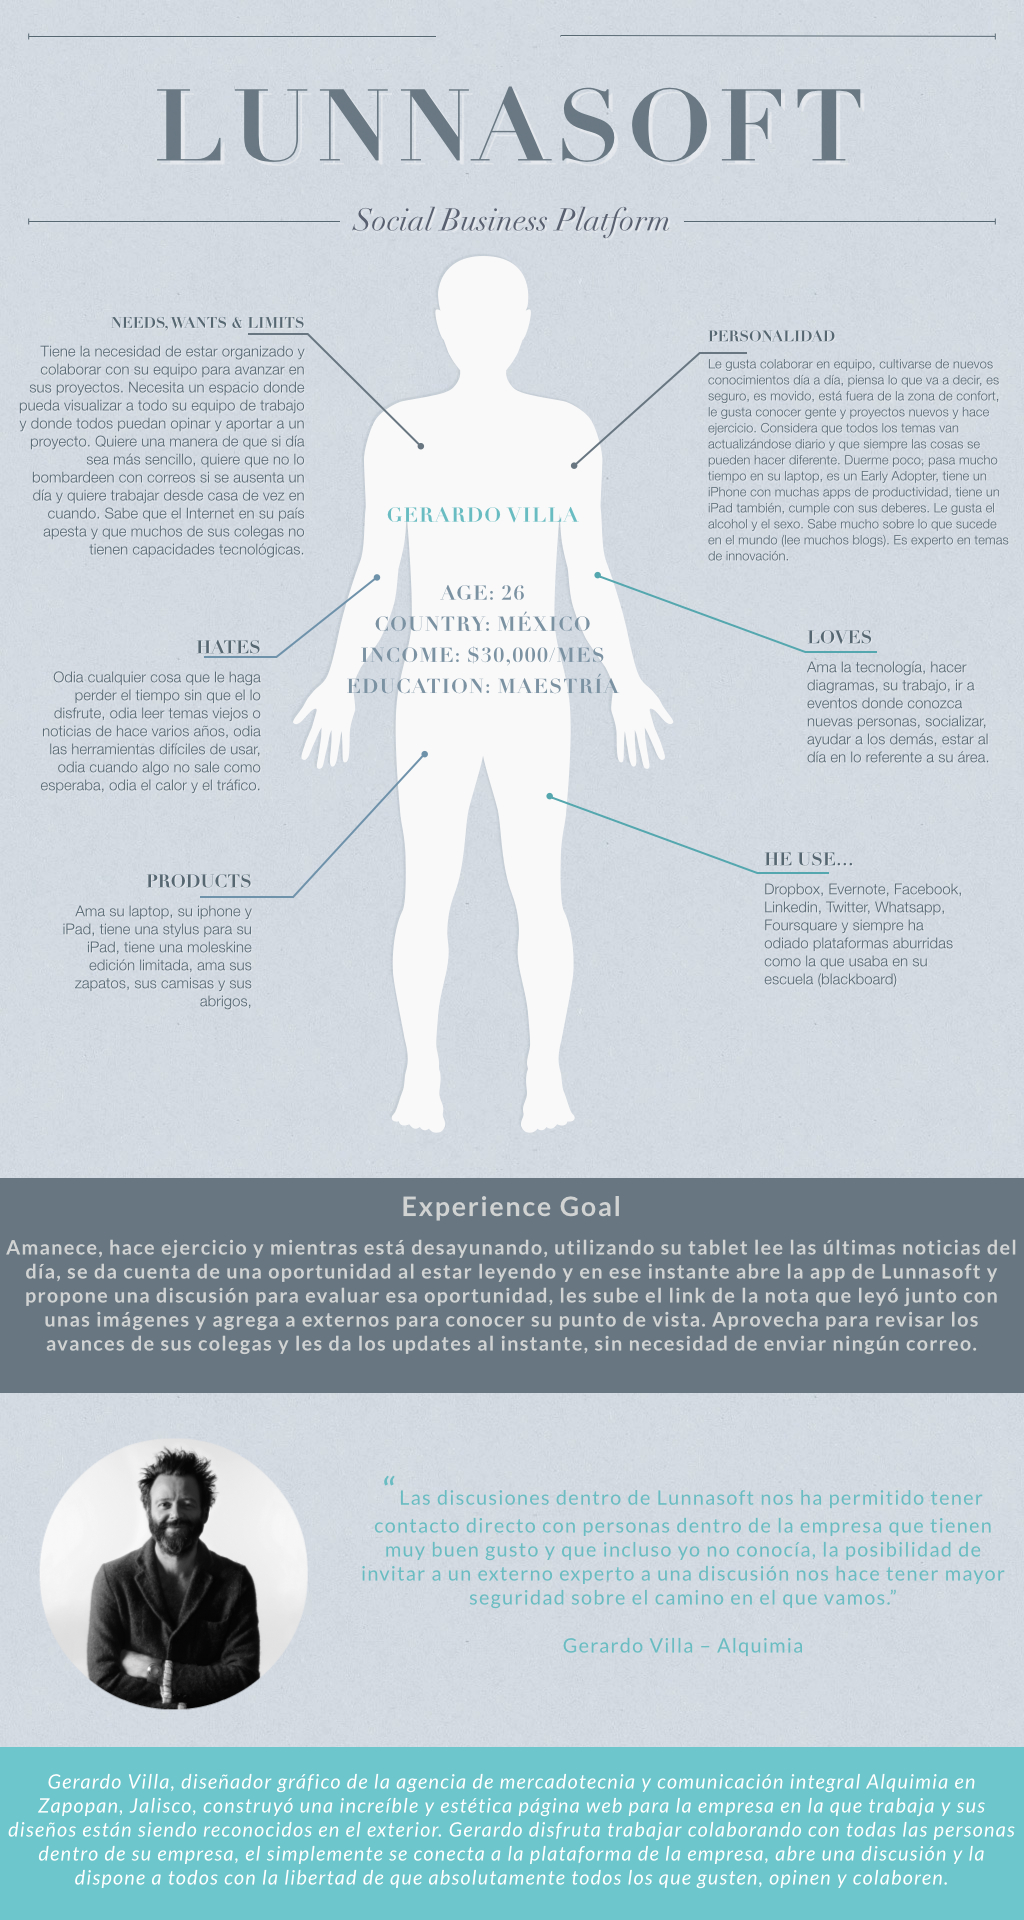 LUNNASOFT
Social Business Platform
NEEDS, WANTS & LIMITS
Tiene la necesidad de estar organizado y
colaborar con su equipo para avanzar en
sus proyectos. Necesita un espacio donde
pueda visualizar a todo su equipo de trabajo
y donde todos puedan opinar y aportar a un
proyecto. Quiere una manera de que si día
sea más sencillo, quiere que no lo
bombardeen con correos si se ausenta un
día y quiere trabajar desde casa de vez en
cuando. Sabe que el Internet en su país
apesta y que muchos de sus colegas no
tienen capacidades tecnológicas.
PERSONALIDAD
Le gusta colaborar en equipo, cultivarse de nuevos
conocimientos día a día, piensa lo que va a decir, es
seguro, es movido, está fuera de la zona de confort,
le gusta conocer gente y proyectos nuevos y hace
ejercicio. Considera que todos los temas van
actualizándose diario y que siempre las cosas se
pueden hacer diferente. Duerme poco, pasa mucho
tiempo en su laptop, es un Early Adopter, tiene un
iPhone con muchas apps de productividad, tiene un
iPad también, cumple con sus deberes. Le gusta el
alcohol y el sexo. Sabe mucho sobre lo que sucede
en el mundo (lee muchos blogs). Es experto en temas
de innovación.
GERARDO VILLA
AGE: 26
COUNTRY: MÉXICO
INCOME: $30,000/MES
EDUCATION: MAESTRÍA
HATES
Odia cualquier cosa que le haga
perder el tiempo sin que el lo
disfrute, odia leer temas viejos o
noticias de hace varios años, odia
las herramientas difíciles de usar,
odia cuando algo no sale como
esperaba, odia el calor y el tráfico.
LOVES
Ama la tecnología, hacer
diagramas, su trabajo, ir a
eventos donde conozca
nuevas personas, socializar,
ayudar a los demás, estar al
día en lo referente a su área.
PRODUCTS
Ama su laptop, su iphone y
iPad, tiene una stylus para su
iPad, tiene una moleskine
edición limitada, ama sus
zapatos, sus camisas y sus
abrigos,
HE USE...
Dropbox, Evernote, Facebook,
Linkedin, Twitter, Whatsapp,
Foursquare y siempre ha
odiado plataformas aburridas
como la que usaba en su
escuela (blackboard)
Experience Goal
Amanece, hace ejercicio y mientras está desayunando, utilizando su tablet lee las últimas noticias del
día, se da cuenta de una oportunidad al estar leyendo y en ese instante abre la app de Lunnasoft y
propone una discusión para evaluar esa oportunidad, les sube el link de la nota que leyó junto con
unas imágenes y agrega a externos para conocer su punto de vista. Aprovecha para revisar los
avances de sus colegas y les da los updates al instante, sin necesidad de enviar ningún correo.
“ Las discusiones dentro de Lunnasoft nos ha permitido tener
contacto directo con personas dentro de la empresa que tienen
muy buen gusto y que incluso yo no conocía, la posibilidad de
invitar a un externo experto a una discusión nos hace tener mayor
seguridad sobre el camino en el que vamos.”
Gerardo Villa – Alquimia
Gerardo Villa, diseñador gráfico de la agencia de mercadotecnia y comunicación integral Alquimia en
Zapopan, Jalisco, construyó una increíble y estética página web para la empresa en la que trabaja y sus
diseños están siendo reconocidos en el exterior. Gerardo disfruta trabajar colaborando con todas las personas
dentro de su empresa, el simplemente se conecta a la plataforma de la empresa, abre una discusión y la
dispone a todos con la libertad de que absolutamente todos los que gusten, opinen y colaboren.